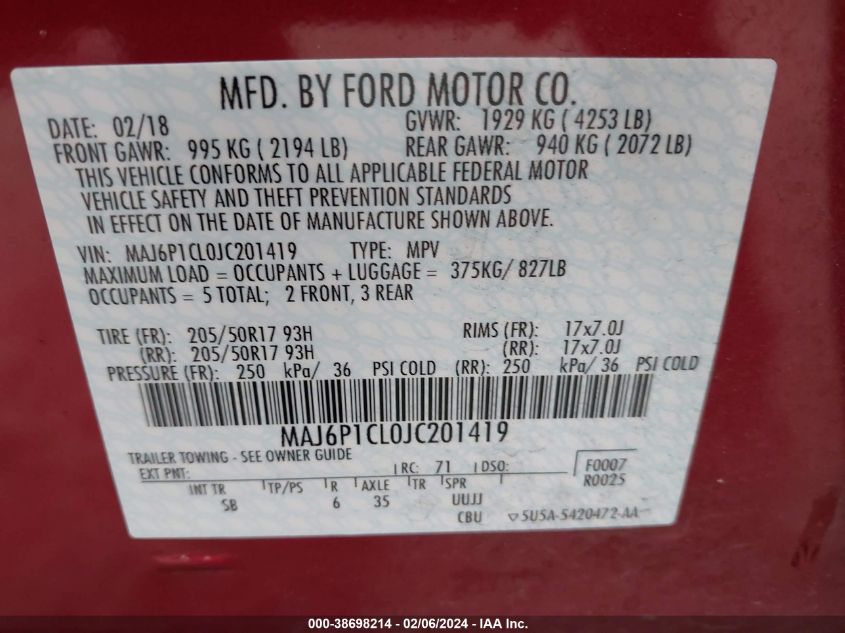 MFD. BY FORD MOTOR CO.
DATE: 02/18 GVWR: 1929 KG ( 4253 LB)
FRONT GAWR: 995 KG ( 2194 LB) REAR GAWR: 940 KG ( 2072 LB)
THIS VEHICLE CONFORMS TO ALL APPLICABLE FEDERAL MOTOR
VEHICLE SAFETY AND THEFT PREVENTION STANDARDS
IN EFFECT ON THE DATE OF MANUFACTURE SHOWN ABOVE.
VIN: MAJ6P1CL0JC201419 TYPE: MPV
MAXIMUM LOAD = OCCUPANTS + LUGGAGE = 375KG/ 827LB
OCCUPANTS = 5 TOTAL; 2 FRONT, 3 REAR
TIRE (FR): 205/50R17 93H RIMS (FR): 17x7.0J
(RR): 205/50R17 93H (RR): 17x7.0J
PRESSURE (FR): 250 kPa/ 36 PSI COLD (RR): 250 kPa/ 36 PSI COLD
MAJ6P1CL0JC201419
TRAILER TOWING - SEE OWNER GUIDE
EXT PNT: RC: 71 DSO: F0007
R0025
INT TR TP/PS R AXLE TR SPR
SB 6 35 UUJJ
CBU 5U5A-5420472-AA
000-38698214 - 02/06/2024 - IAA Inc.